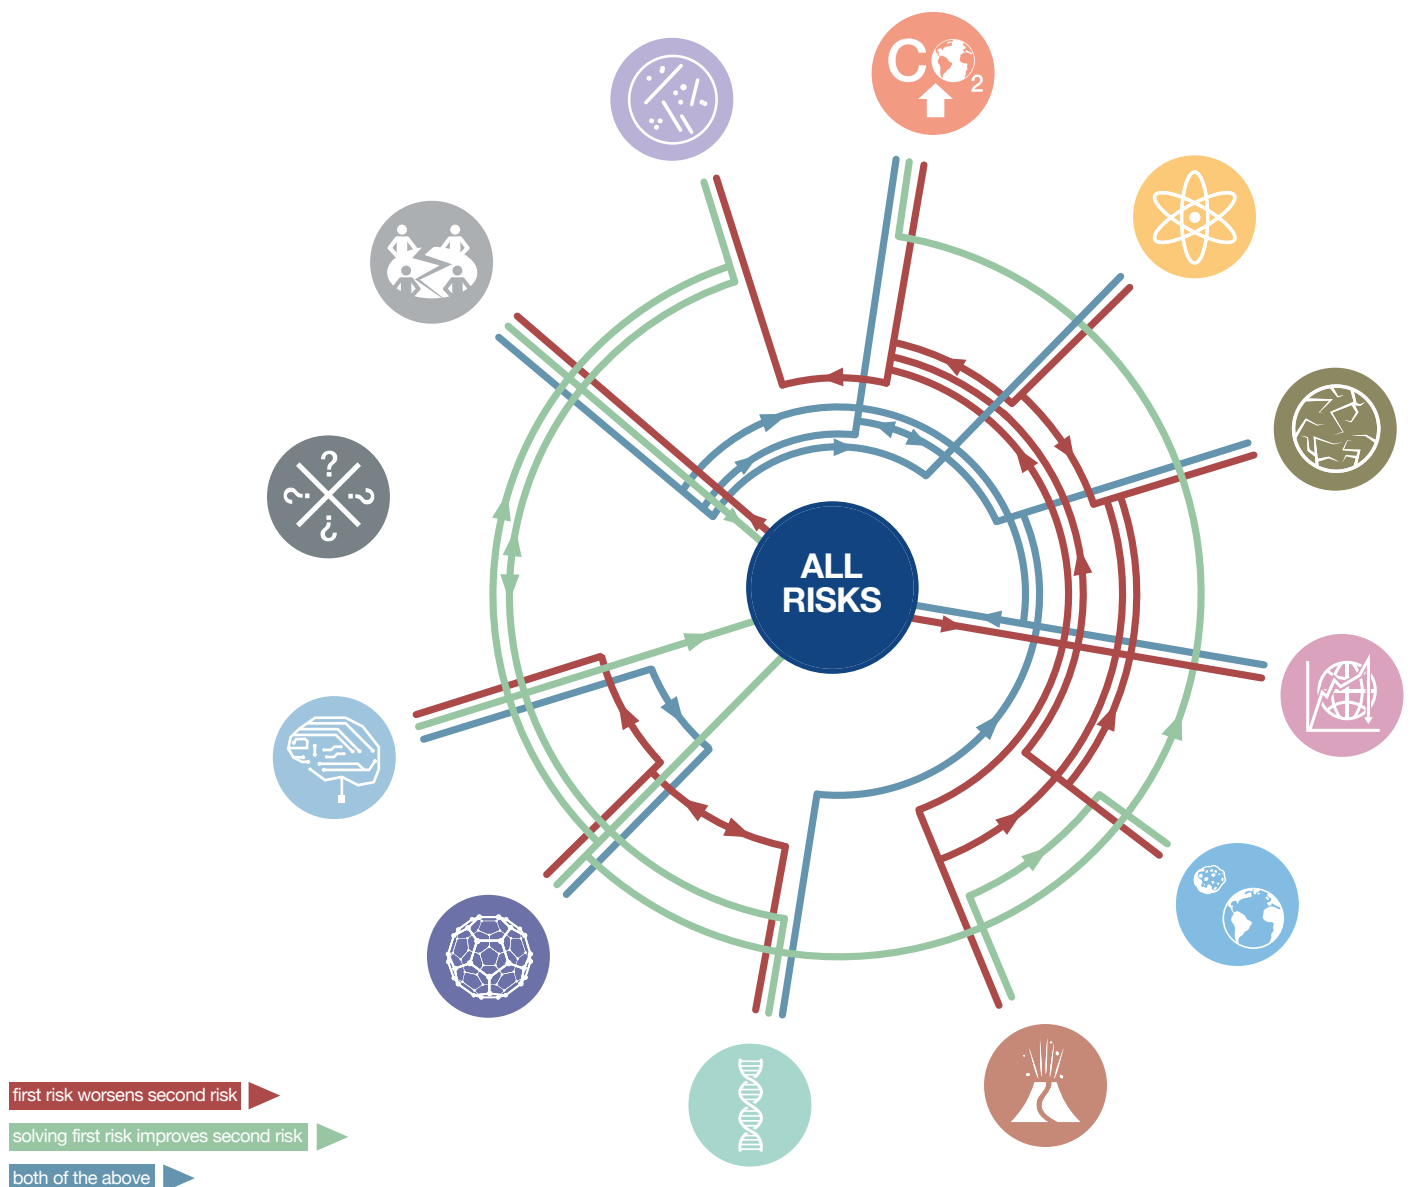 CO2
?
? ?
?
ALL
RISKS
first risk worsens second risk
solving first risk improves second risk
both of the above